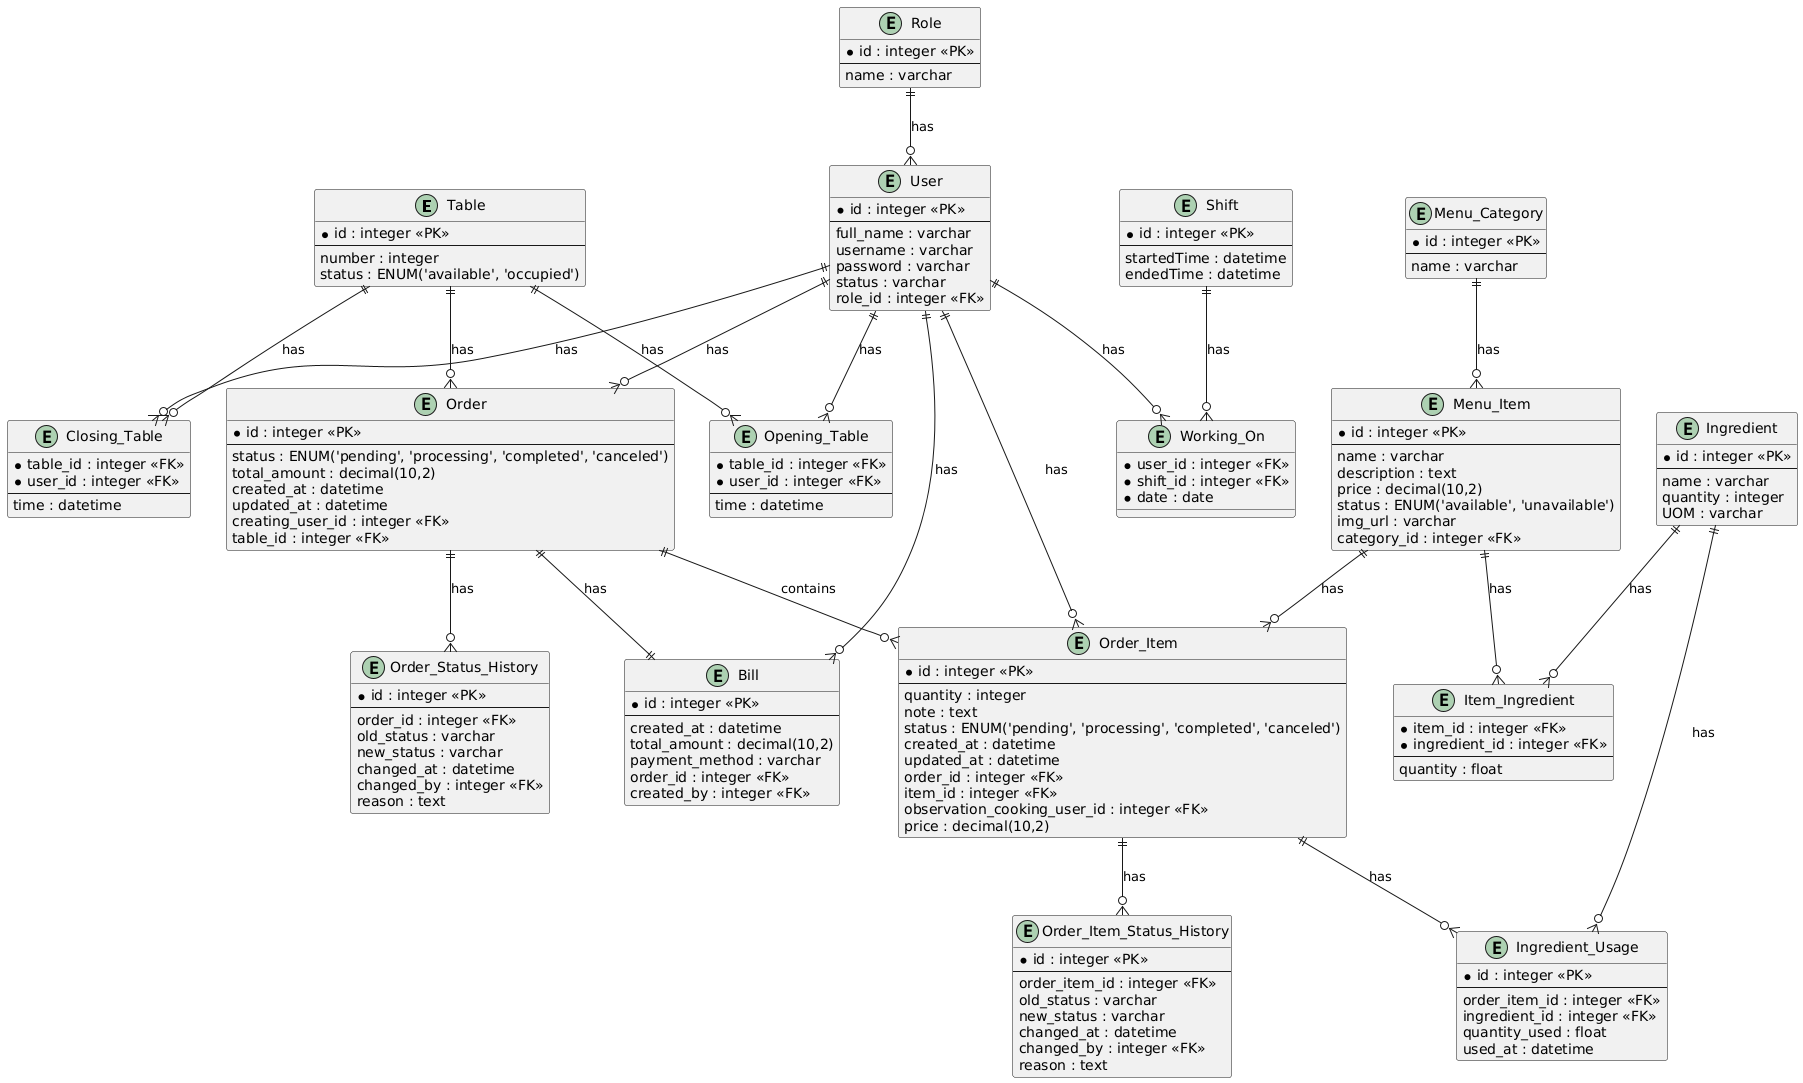 E Role
* id : integer «PK»
name : varchar
has
E Table
* id : integer «PK»
number : integer
status : ENUM('available', 'occupied')
E User
* id : integer «PK»
full_name : varchar
username : varchar
password : varchar
status : varchar
role_id : integer «FK»
E Shift
* id : integer «PK»
startedTime : datetime
endedTime : datetime
E Menu_Category
* id : integer «PK»
name : varchar
has
has
has
has
has
has
has
has
has
E Closing_Table
* table_id : integer «FK»
* user_id : integer «FK»
time : datetime
E Order
* id : integer «PK»
status : ENUM('pending', 'processing', 'completed', 'canceled')
total_amount : decimal(10,2)
created_at : datetime
updated_at : datetime
creating_user_id : integer «FK»
table_id : integer «FK»
E Opening_Table
* table_id : integer «FK»
* user_id : integer «FK»
time : datetime
has
has
E Working_On
* user_id : integer «FK»
* shift_id : integer «FK»
* date : date
E Menu_Item
* id : integer «PK»
name : varchar
description : text
price : decimal(10,2)
status : ENUM('available', 'unavailable')
img_url : varchar
category_id : integer «FK»
E Ingredient
* id : integer «PK»
name : varchar
quantity : integer
UOM : varchar
has
has
contains
has
has
has
has
E Order_Status_History
* id : integer «PK»
order_id : integer «FK»
old_status : varchar
new_status : varchar
changed_at : datetime
changed_by : integer «FK»
reason : text
E Bill
* id : integer «PK»
created_at : datetime
total_amount : decimal(10,2)
payment_method : varchar
order_id : integer «FK»
created_by : integer «FK»
E Order_Item
* id : integer «PK»
quantity : integer
note : text
status : ENUM('pending', 'processing', 'completed', 'canceled')
created_at : datetime
updated_at : datetime
order_id : integer «FK»
item_id : integer «FK»
observation_cooking_user_id : integer «FK»
price : decimal(10,2)
E Item_Ingredient
* item_id : integer «FK»
* ingredient_id : integer «FK»
quantity : float
has
has
E Order_Item_Status_History
* id : integer «PK»
order_item_id : integer «FK»
old_status : varchar
new_status : varchar
changed_at : datetime
changed_by : integer «FK»
reason : text
E Ingredient_Usage
* id : integer «PK»
order_item_id : integer «FK»
ingredient_id : integer «FK»
quantity_used : float
used_at : datetime